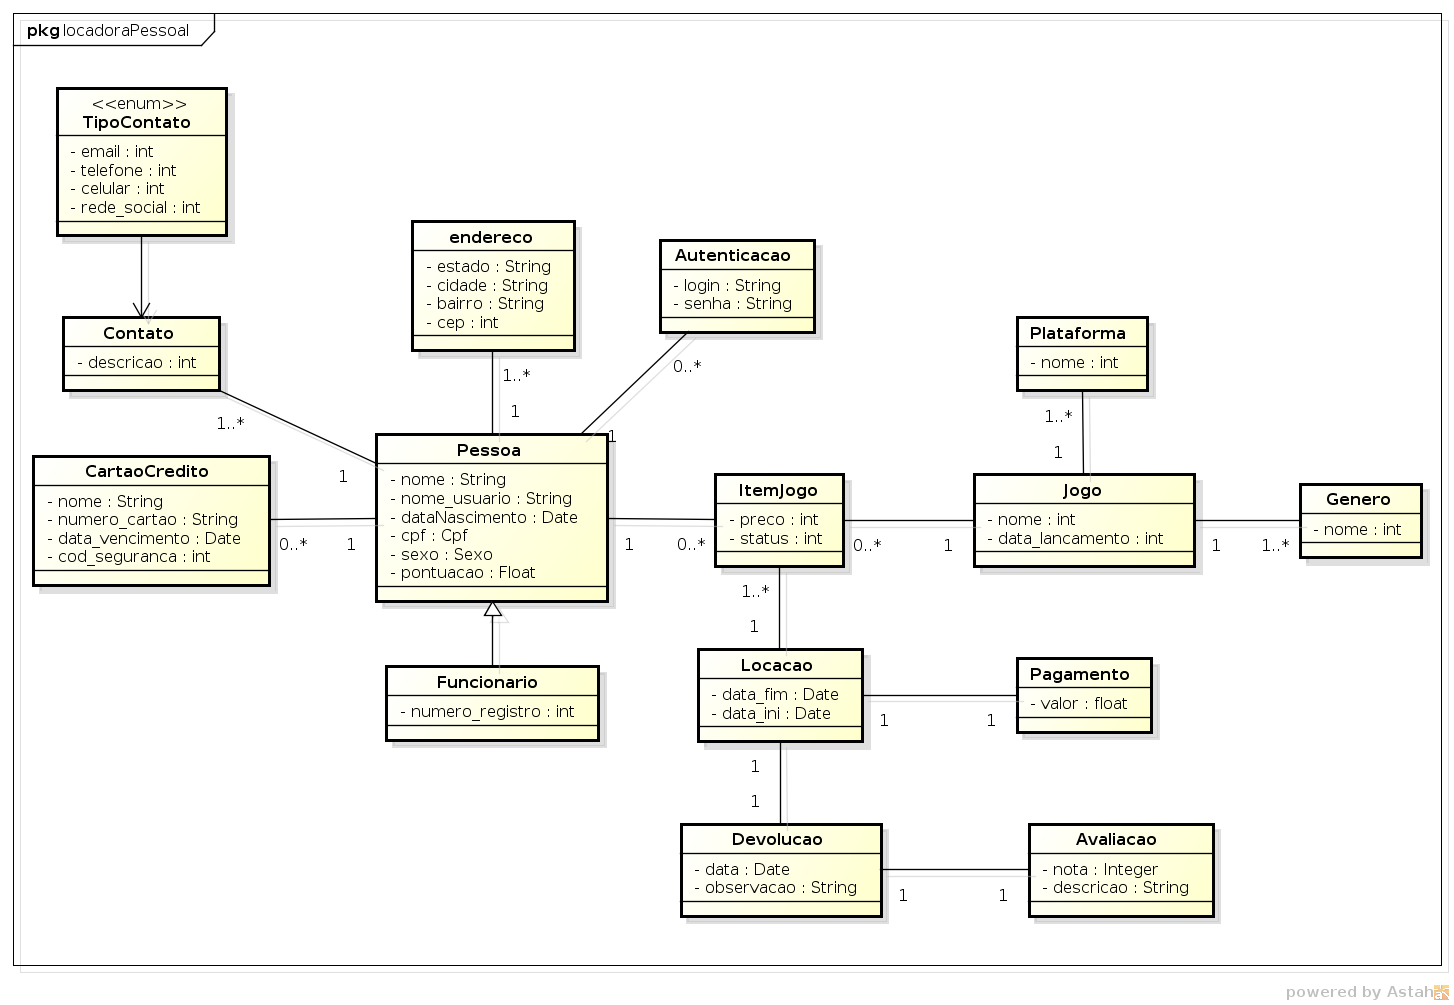 pkg locadoraPessoal
<<enum>>
TipoContato
- email : int
- telefone : int
- celular : int
- rede_social : int
endereco
- estado : String
- cidade : String
- bairro : String
- cep : int
Autenticacao
- login : String
- senha : String
Contato
- descricao : int
Plataforma
- nome : int
1..*
1
0..*
1
1..*
1
1..*
1
CartaoCredito
- nome : String
- numero_cartao : String
- data_vencimento : Date
- cod_seguranca : int
0..*
1
Pessoa
- nome : String
- nome_usuario : String
- dataNascimento : Date
- cpf : Cpf
- sexo : Sexo
- pontuacao : Float
1
0..*
ItemJogo
- preco : int
- status : int
0..*
1
Jogo
- nome : int
- data_lancamento : int
1
1..*
Genero
- nome : int
1..*
1
Funcionario
- numero_registro : int
Locacao
- data_fim : Date
- data_ini : Date
1
1
Pagamento
- valor : float
1
1
Devolucao
- data : Date
- observacao : String
1
1
Avaliacao
- nota : Integer
- descricao : String
powered by Astah